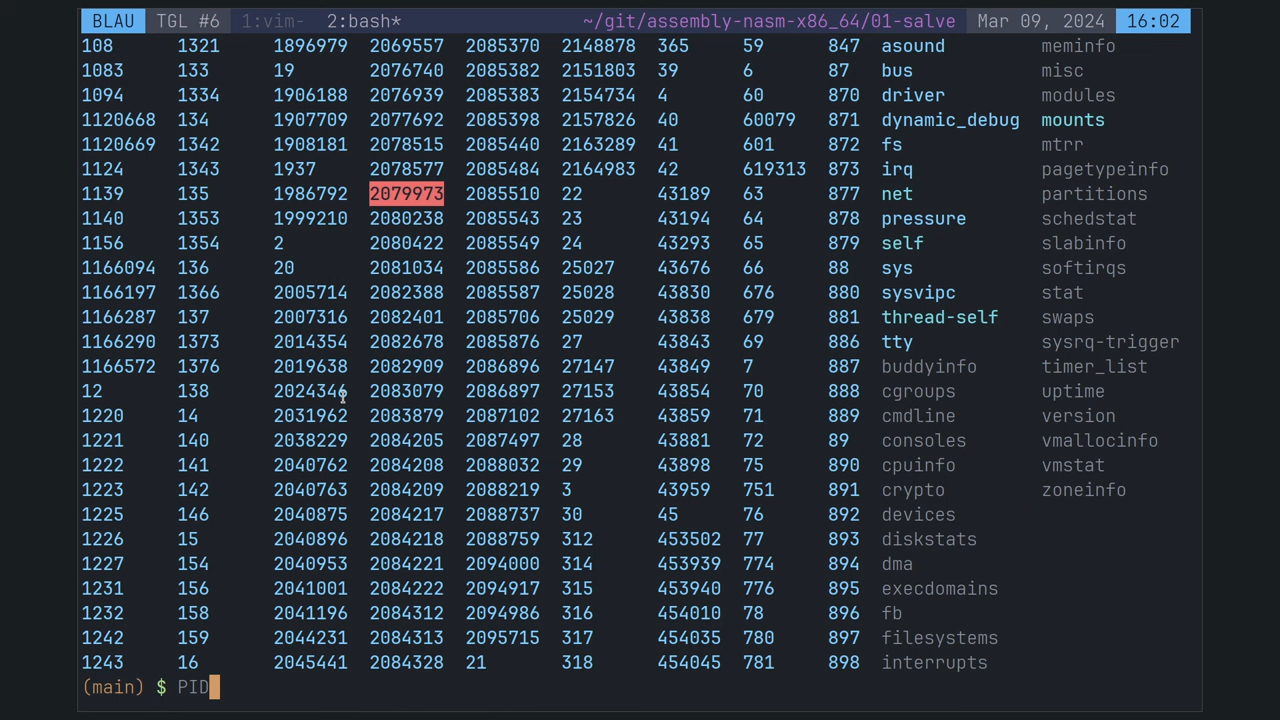 BLAU TGL #6 1:vim- 2:bash* ~/git/assembly-nasm-x86_64/01-salve Mar 09, 2024 16:02
108 1321 1896979 2069557 2085370 2148878 365 59 847 asound meminfo
1083 133 19 2076740 2085382 2151803 39 6 87 bus misc
1094 1334 1906188 2076939 2085383 2154734 4 60 870 driver modules
1120668 134 1907709 2077692 2085398 2157826 40 60079 871 dynamic_debug mounts
1120669 1342 1908181 2078515 2085440 2163289 41 601 872 fs mtrr
1124 1343 1937 2078577 2085484 2164983 42 619313 873 irq pagetypeinfo
1139 135 1986792 2079973 2085510 22 43189 63 877 net partitions
1140 1353 1999210 2080238 2085543 23 43194 64 878 pressure schedstat
1156 1354 2 2080422 2085549 24 43293 65 879 self slabinfo
1166094 136 20 2081034 2085586 25027 43676 66 88 sys softirqs
1166197 1366 2005714 2082388 2085587 25028 43830 676 880 sysvipc stat
1166287 137 2007316 2082401 2085706 25029 43838 679 881 thread-self swaps
1166290 1373 2014354 2082678 2085876 27 43843 69 886 tty sysrq-trigger
1166572 1376 2019638 2082909 2086896 27147 43849 7 887 buddyinfo timer_list
12 138 2024346 2083079 2086897 27153 43854 70 888 cgroups uptime
1220 14 2031962 2083879 2087102 27163 43859 71 889 cmdline version
1221 140 2038229 2084205 2087497 28 43881 72 89 consoles vmallocinfo
1222 141 2040762 2084208 2088032 29 43898 75 890 cpuinfo vmstat
1223 142 2040763 2084209 2088219 3 43959 751 891 crypto zoneinfo
1225 146 2040875 2084217 2088737 30 45 76 892 devices
1226 15 2040896 2084218 2088759 312 453502 77 893 diskstats
1227 154 2040953 2084221 2094000 314 453939 774 894 dma
1231 156 2041001 2084222 2094917 315 453940 776 895 execdomains
1232 158 2041196 2084312 2094986 316 454010 78 896 fb
1242 159 2044231 2084313 2095715 317 454035 780 897 filesystems
1243 16 2045441 2084328 21 318 454045 781 898 interrupts
(main) $ PID